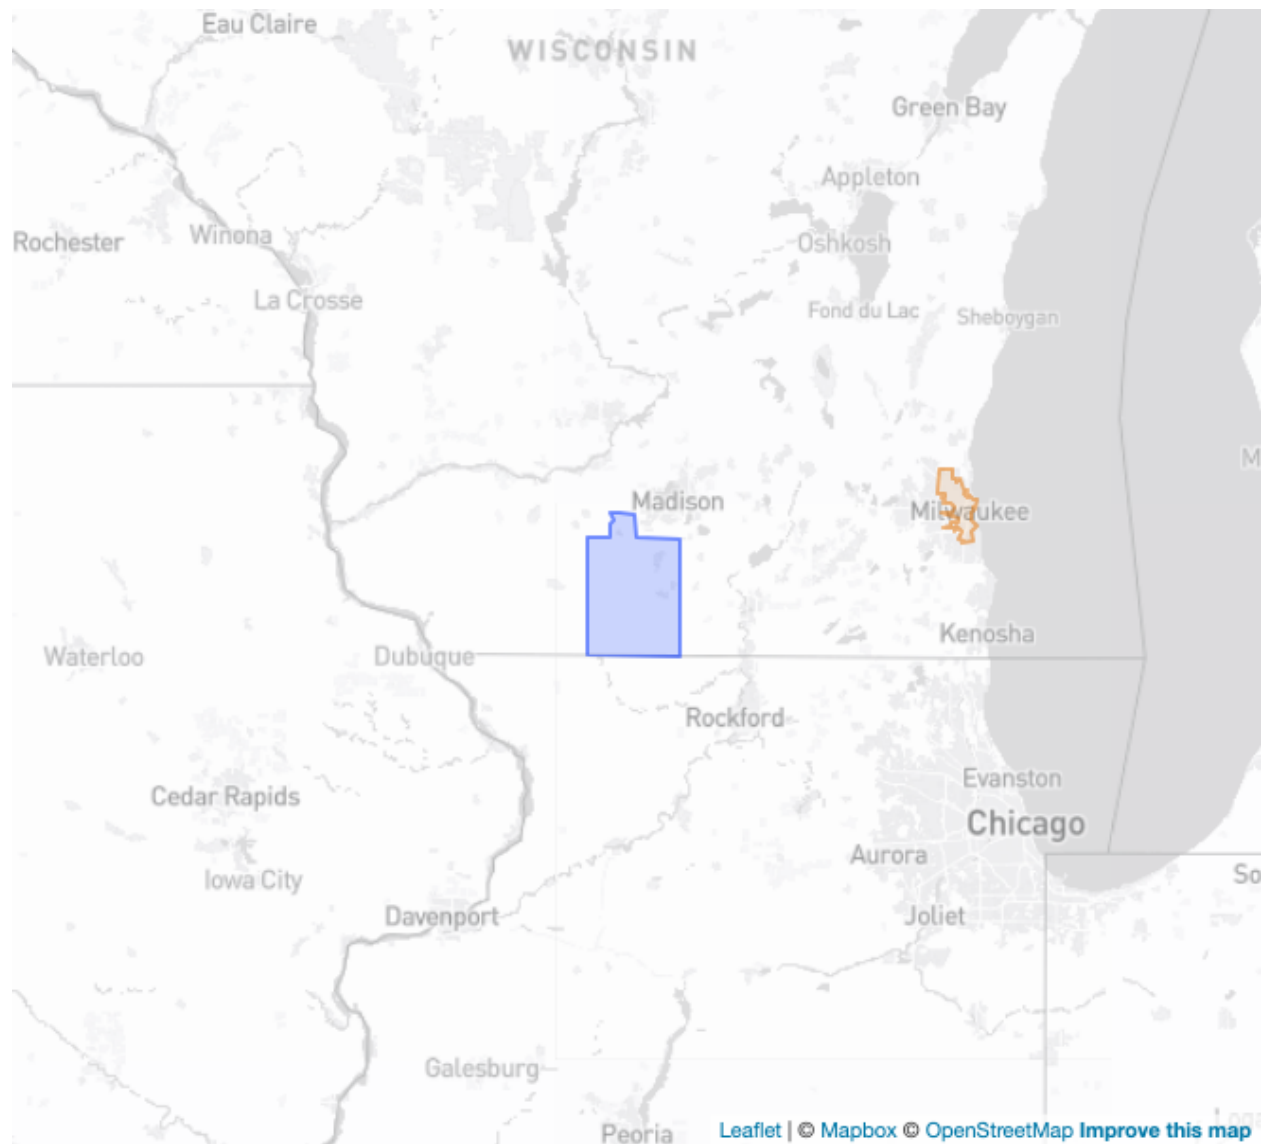 Eau Claire
WISCONSIN
Green Bay
Appleton
Rochester
Winona
Oshkosh
La Crosse
Fond du Lac
Sheboygan
M
Madison
Milwaukee
Kenosha
Waterloo
Dubuque
Rockford
Evanston
Cedar Rapids
Chicago
Aurora
Iowa City
So
Davenport
Joliet
Galesburg
Peoria
Loga
Leaflet | © Mapbox © OpenStreetMap Improve this map